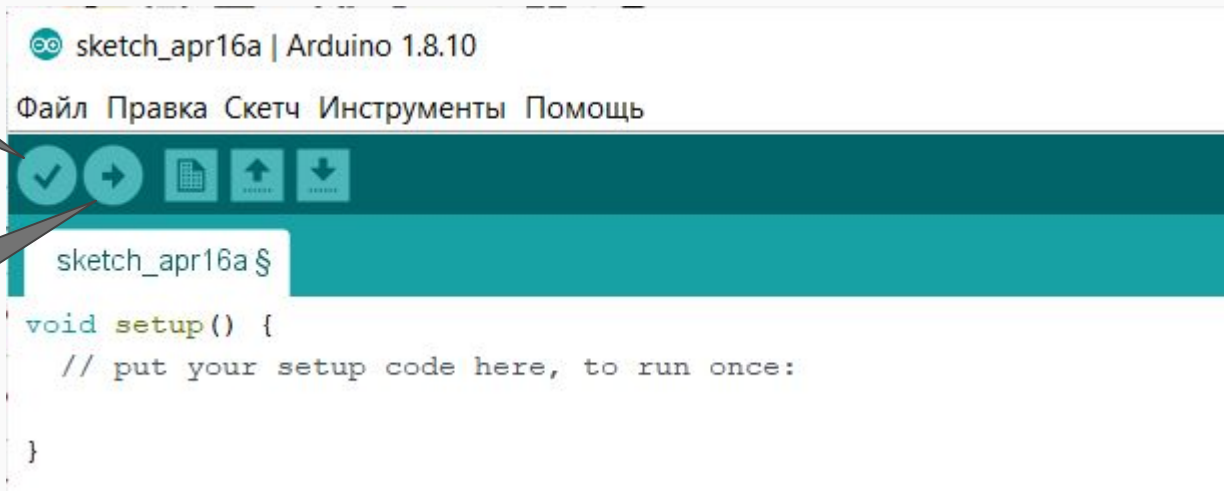 sketch_apr16a | Arduino 1.8.10
Файл Правка Скетч Инструменты Помощь
sketch_apr16a §
void setup() {
// put your setup code here, to run once:
}